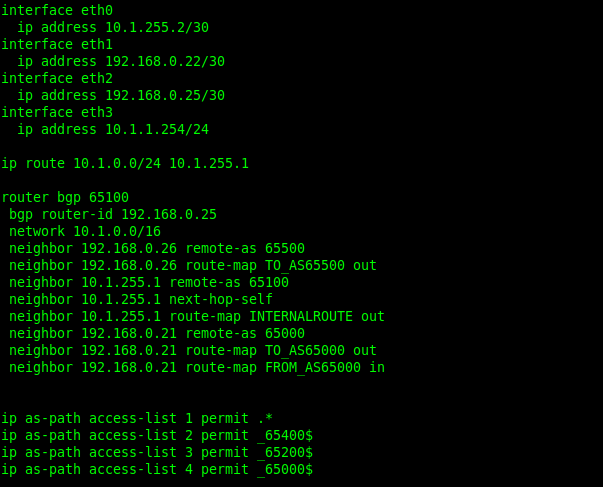 interface eth0
  ip address 10.1.255.2/30
interface eth1
  ip address 192.168.0.22/30
interface eth2
  ip address 192.168.0.25/30
interface eth3
  ip address 10.1.1.254/24

ip route 10.1.0.0/24 10.1.255.1

router bgp 65100
 bgp router-id 192.168.0.25
 network 10.1.0.0/16
 neighbor 192.168.0.26 remote-as 65500
 neighbor 192.168.0.26 route-map TO_AS65500 out
 neighbor 10.1.255.1 remote-as 65100
 neighbor 10.1.255.1 next-hop-self
 neighbor 10.1.255.1 route-map INTERNALROUTE out
 neighbor 192.168.0.21 remote-as 65000
 neighbor 192.168.0.21 route-map TO_AS65000 out
 neighbor 192.168.0.21 route-map FROM_AS65000 in


ip as-path access-list 1 permit .*
ip as-path access-list 2 permit _65400$
ip as-path access-list 3 permit _65200$
ip as-path access-list 4 permit _65000$